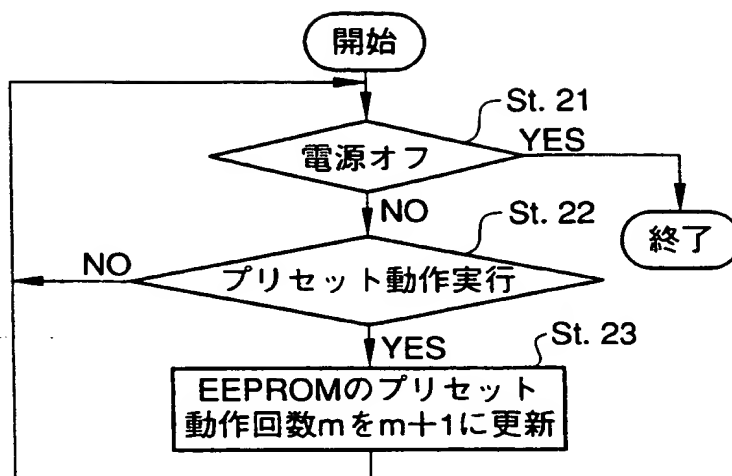 開始
St. 21
電源オフ
YES
NO
St. 22
終了
NO
プリセット動作実行
YES
St. 23
EEPROMのプリセット
動作回数mをm+1に更新